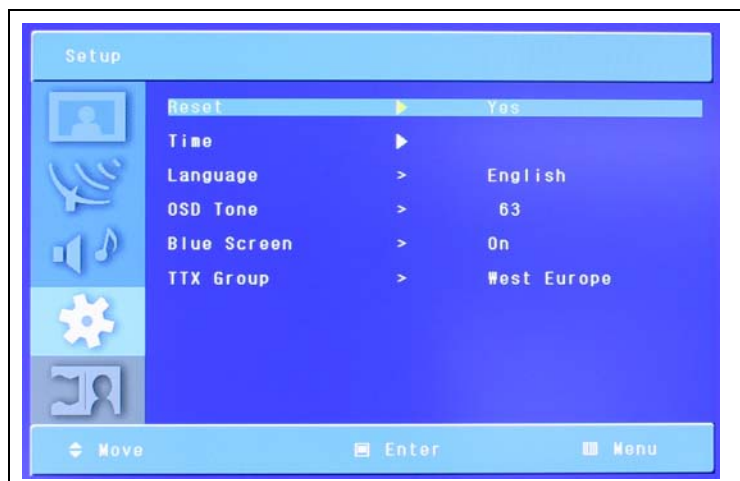 Setup
Reset Yes
Time
Language > English
OSD Tone > 63
Blue Screen > On
TTX Group > West Europe
Move Enter Menu